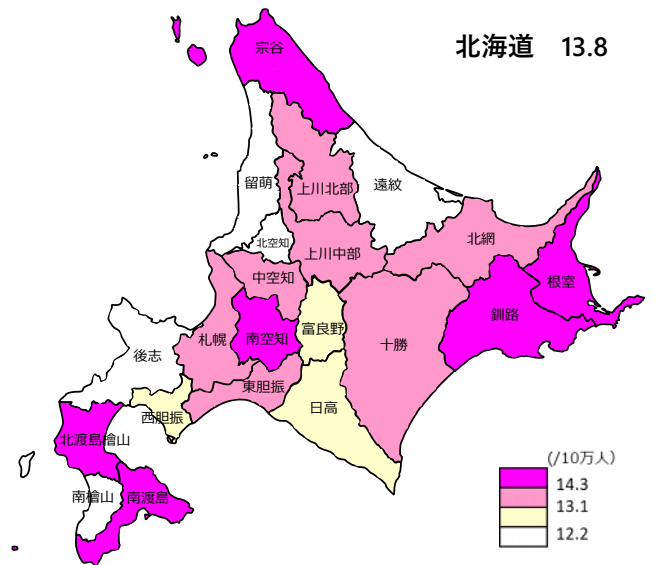 北海道　13.8
宗谷
留萌
上川北部
遠紋
北空知
上川中部
北網
中空知
根室
札幌
南空知
富良野
十勝
釧路
後志
東胆振
西胆振
日高
北渡島檜山
南檜山
南渡島
(/10万人)
14.3
13.1
12.2